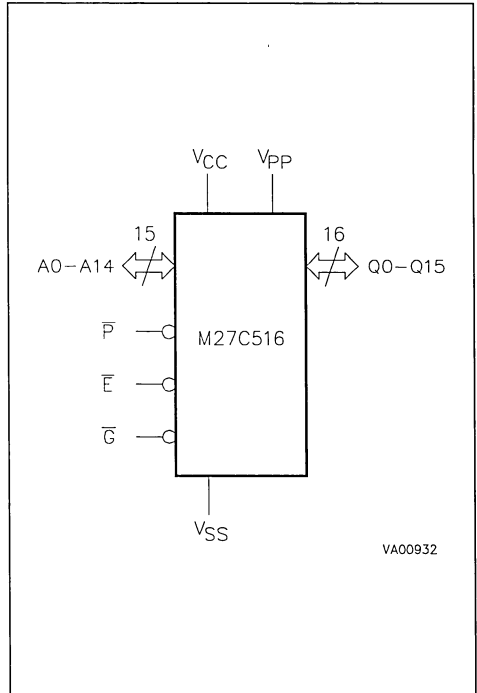 VCC VPP
15 16
A0-A14 Q0-Q15
P̅
M27C516
E̅
G̅
VSS
VA00932